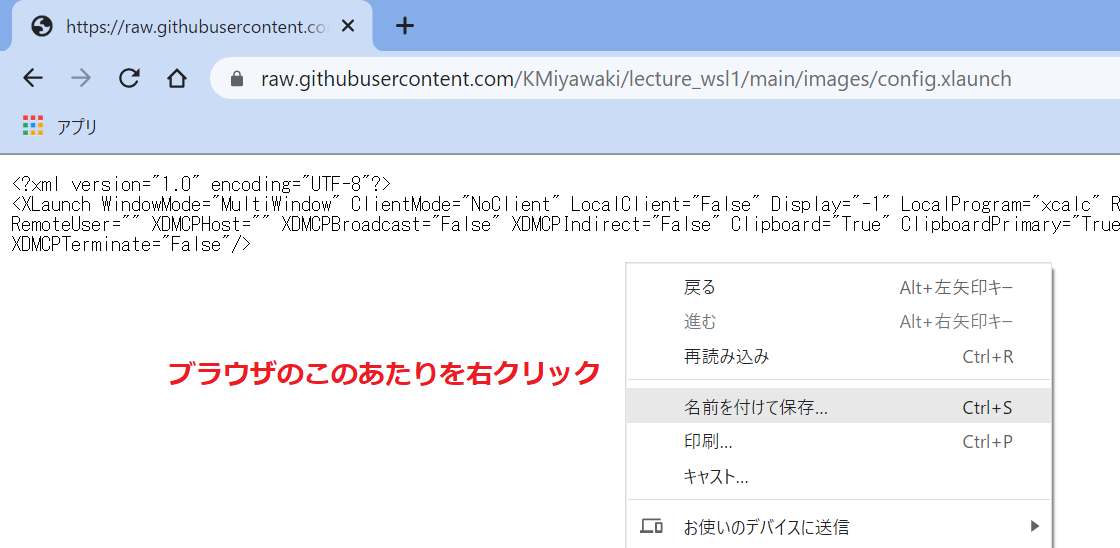 https://raw.githubusercontent.co
raw.githubusercontent.com/KMiyawaki/lecture_wsl1/main/images/config.xlaunch
アプリ
<?xml version="1.0" encoding="UTF-8"?>
<XLaunch WindowMode="MultiWindow" ClientMode="NoClient" LocalClient="False" Display="-1" LocalProgram="xcalc" R
RemoteUser="" XDMCPHost="" XDMCPBroadcast="False" XDMCPIndirect="False" Clipboard="True" ClipboardPrimary="True
XDMCPTerminate="False"/>
戻る Alt+左矢印キー
進む Alt+右矢印キー
再読み込み Ctrl+R
ブラウザのこのあたりを右クリック
名前を付けて保存... Ctrl+S
印刷... Ctrl+P
キャスト...
お使いのデバイスに送信